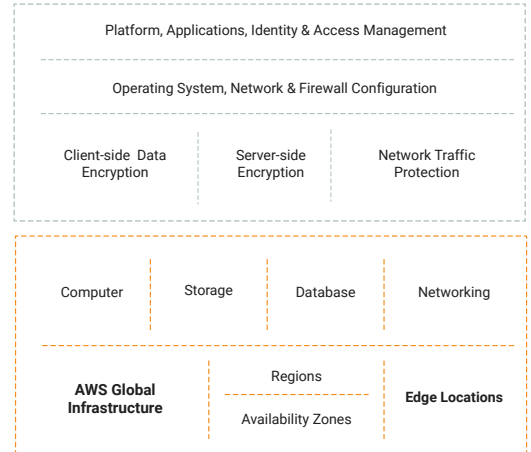 Platform, Applications, Identity & Access Management
Operating System, Network & Firewall Configuration
Client-side Data
Encryption
Server-side
Encryption
Network Traffic
Protection
Computer
Storage
Database
Networking
AWS Global
Infrastructure
Regions
Availability Zones
Edge Locations